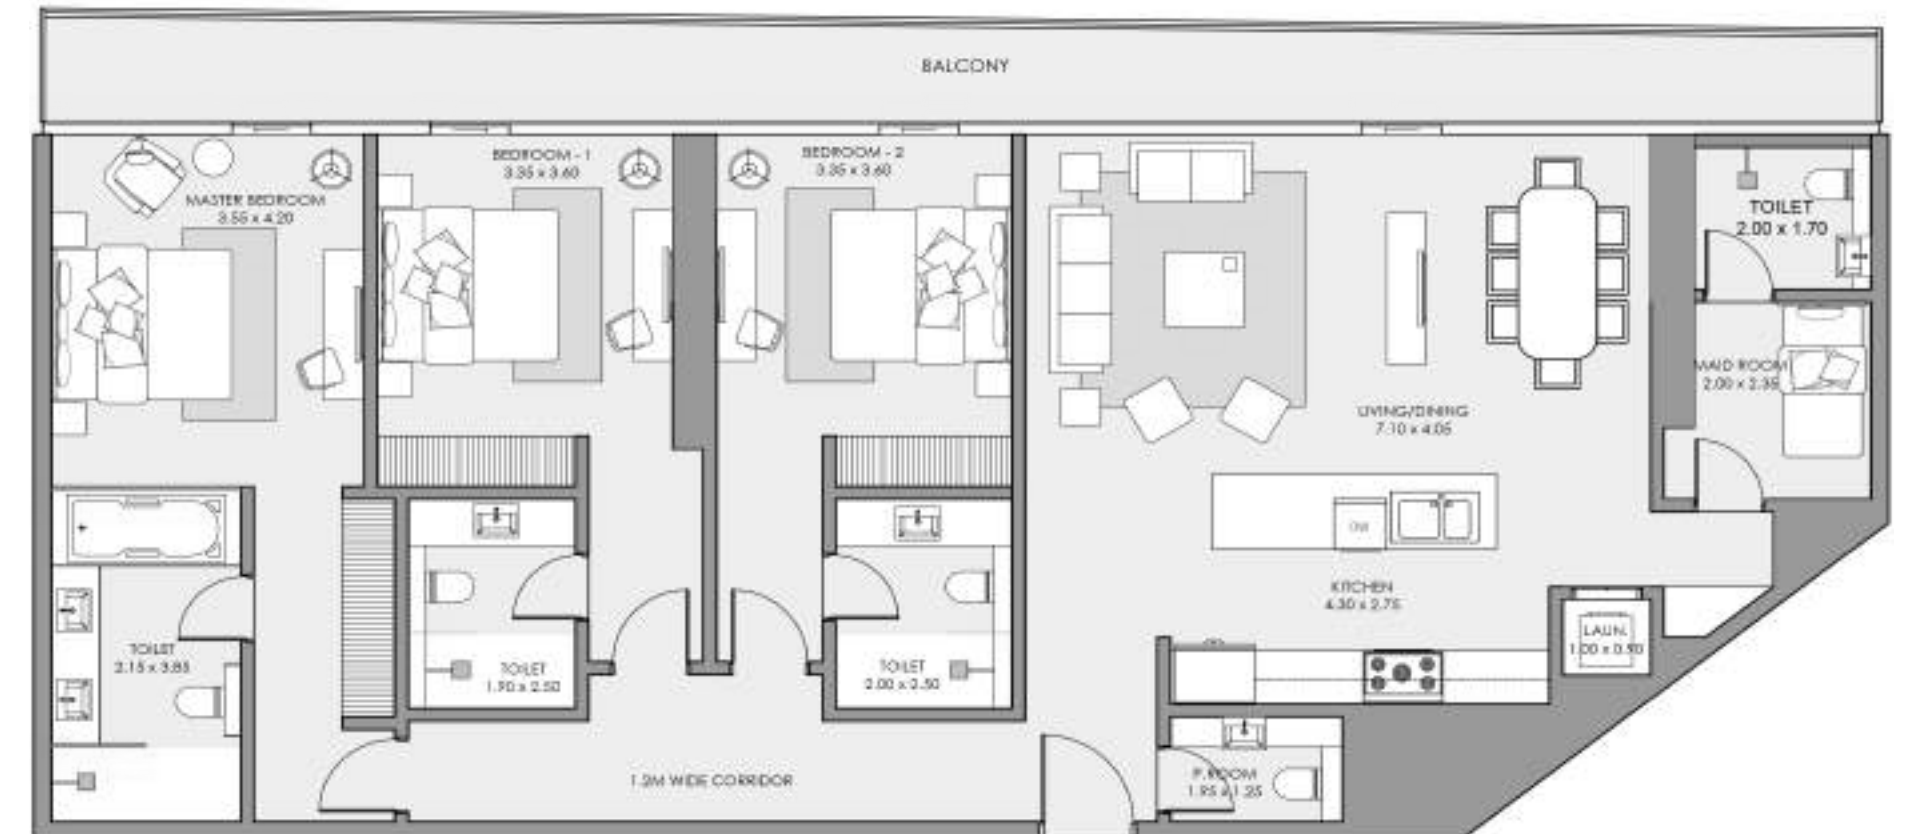 BALCONY
MASTER BEDROOM
3.55 x 4.20
BEDROOM - 1
3.35 x 3.60
BEDROOM - 2
3.35 x 3.60
TOILET
2.00 x 1.70
MAID ROOM
2.00 x 2.35
LIVING/DINING
7.10 x 4.05
DW
KITCHEN
4.30 x 2.75
LAUN.
1.00 x 0.90
TOILET
2.15 x 3.85
TOILET
1.90 x 2.50
TOILET
2.00 x 2.50
1.2M WIDE CORRIDOR
P.ROOM
1.95 x 1.25